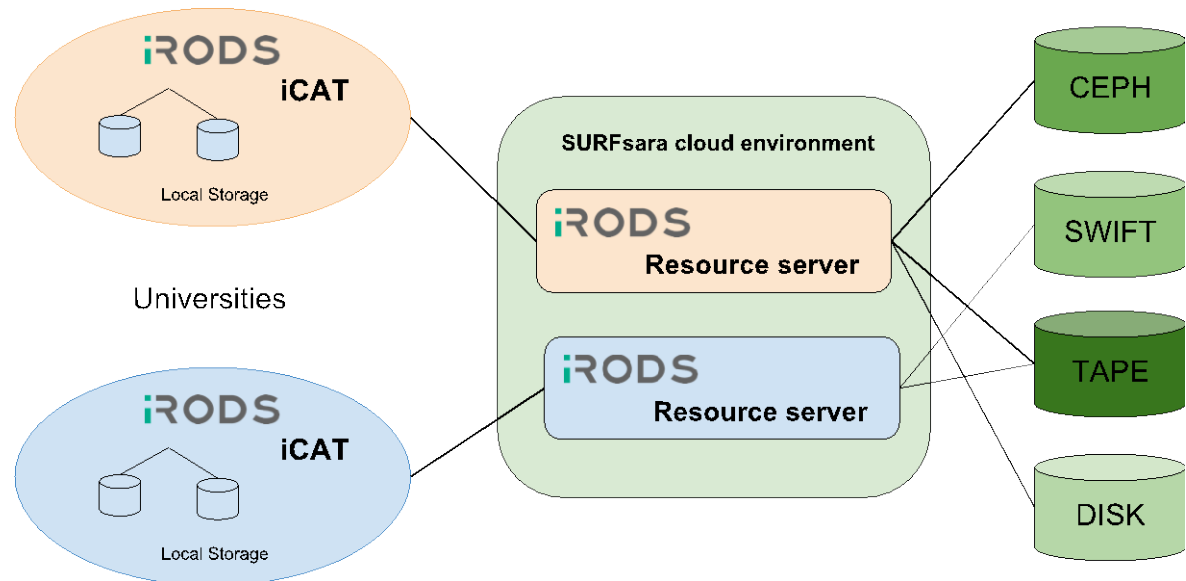 iRODS
iCAT
Local Storage
Universities
iRODS
iCAT
Local Storage
SURFsara cloud environment
iRODS
Resource server
iRODS
Resource server
CEPH
SWIFT
TAPE
DISK